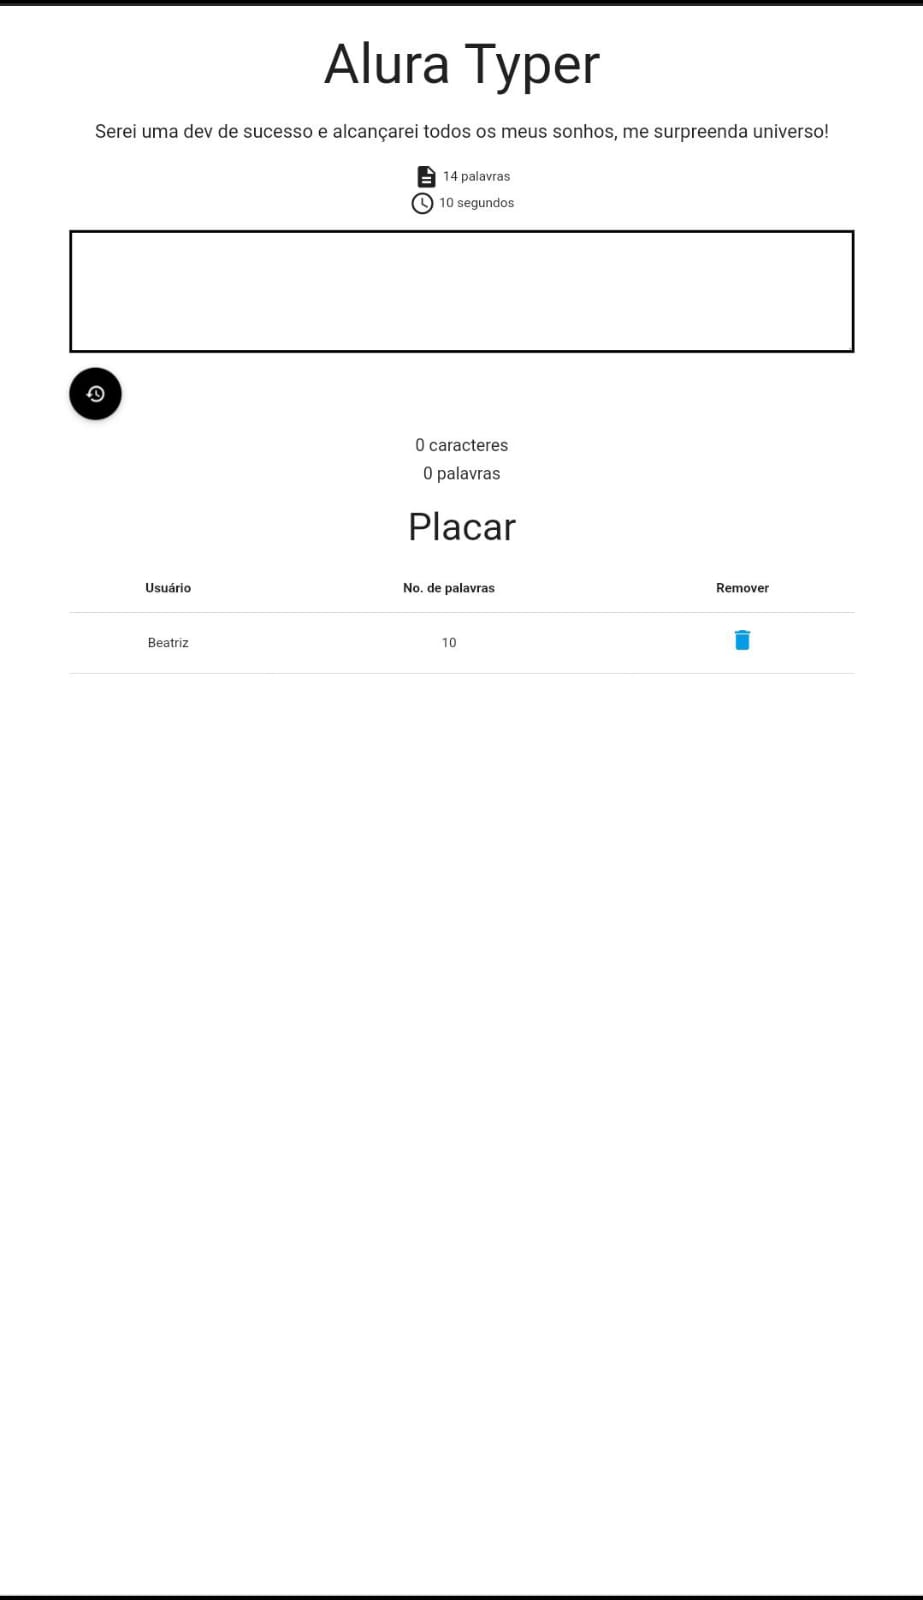 Alura Typer
Serei uma dev de sucesso e alcançarei todos os meus sonhos, me surpreenda universo!
14 palavras
10 segundos
0 caracteres
0 palavras
Placar
Usuário No. de palavras Remover
Beatriz 10